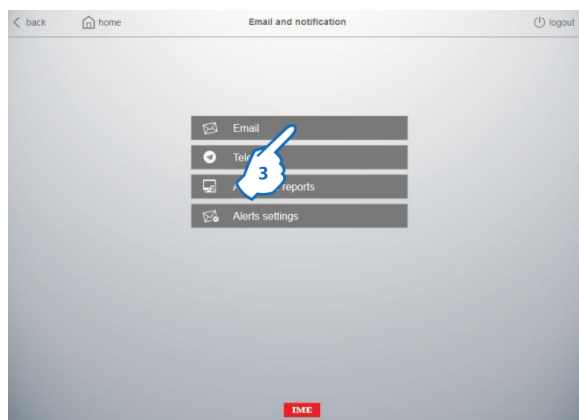 back home Email and notification logout
Email
3
reports
Alerts settings
IME